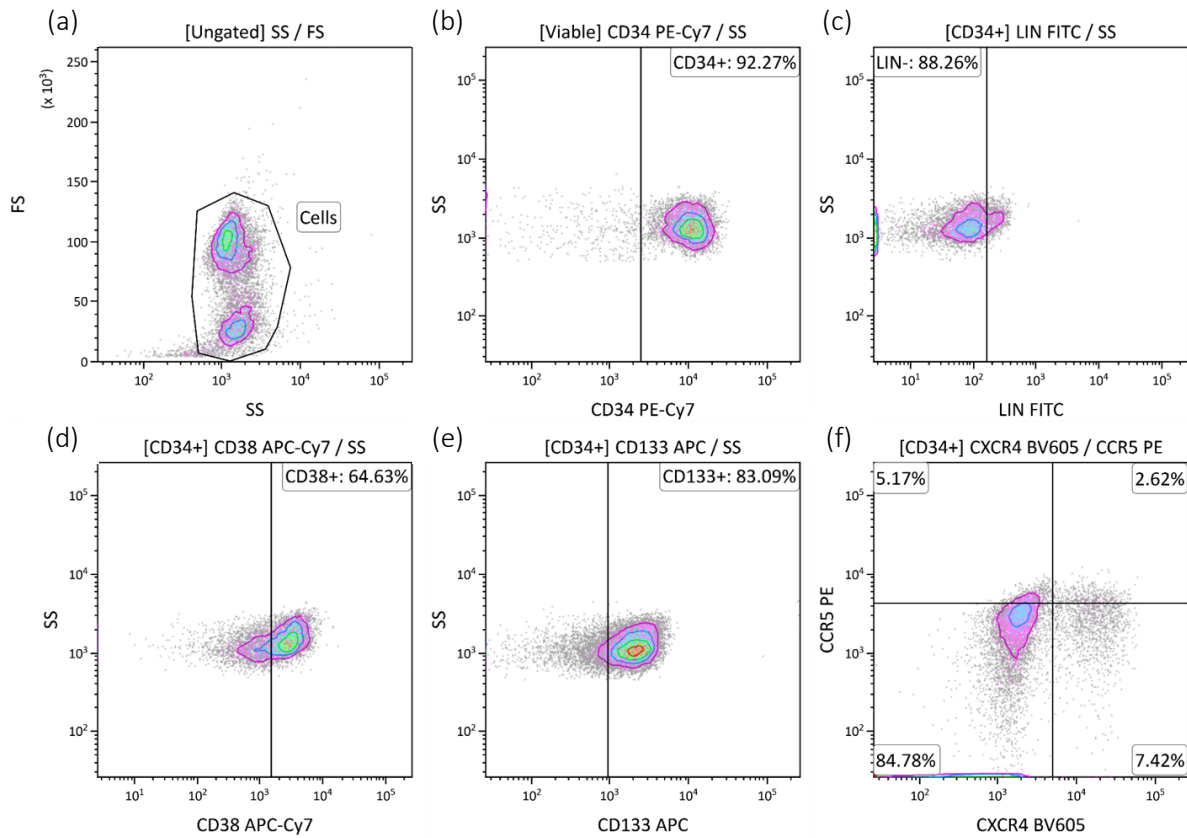 (a)
[Ungated] SS / FS
(x 10³)
250
200
150
100
50
0
FS
Cells
10² 10³ 10⁴ 10⁵
SS
(b)
[Viable] CD34 PE-Cy7 / SS
CD34+: 92.27%
10⁵
10⁴
10³
10²
SS
10² 10³ 10⁴ 10⁵
CD34 PE-Cy7
(c)
[CD34+] LIN FITC / SS
LIN-: 88.26%
10⁵
10⁴
10³
10²
SS
10¹ 10² 10³ 10⁴ 10⁵
LIN FITC
(d)
[CD34+] CD38 APC-Cy7 / SS
CD38+: 64.63%
10⁵
10⁴
10³
10²
SS
10¹ 10² 10³ 10⁴ 10⁵
CD38 APC-Cy7
(e)
[CD34+] CD133 APC / SS
CD133+: 83.09%
10⁵
10⁴
10³
10²
SS
10² 10³ 10⁴ 10⁵
CD133 APC
(f)
[CD34+] CXCR4 BV605 / CCR5 PE
5.17% 2.62%
10⁵
10⁴
10³
10²
CCR5 PE
84.78% 7.42%
10² 10³ 10⁴ 10⁵
CXCR4 BV605